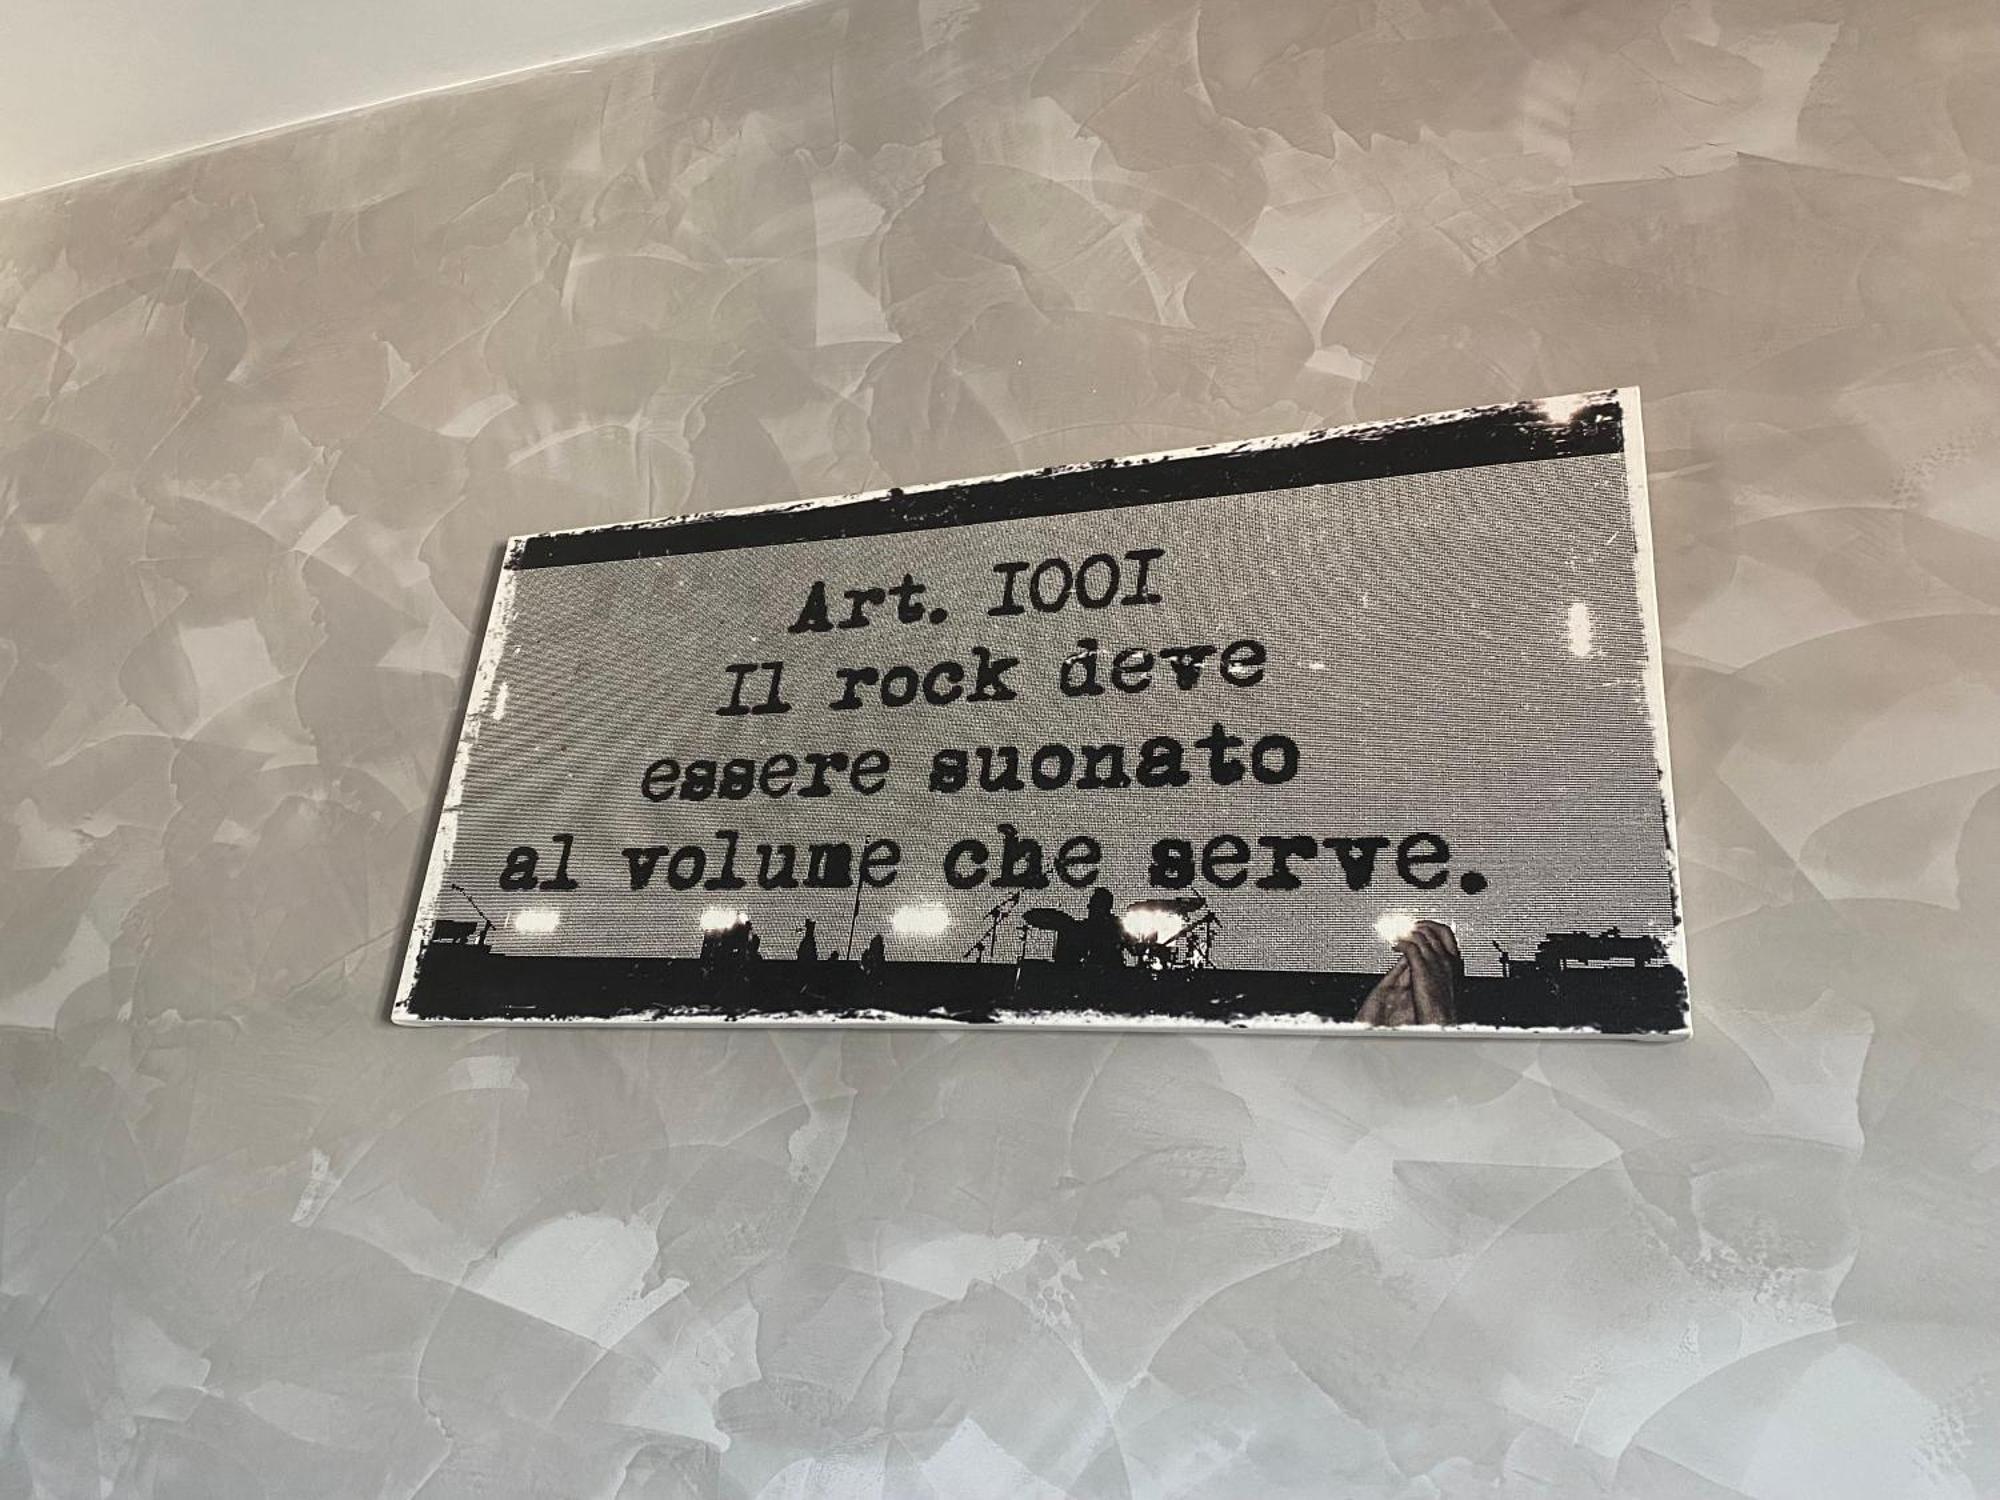 Art. 1001
Il rock deve
essere suonato
al volume che serve.